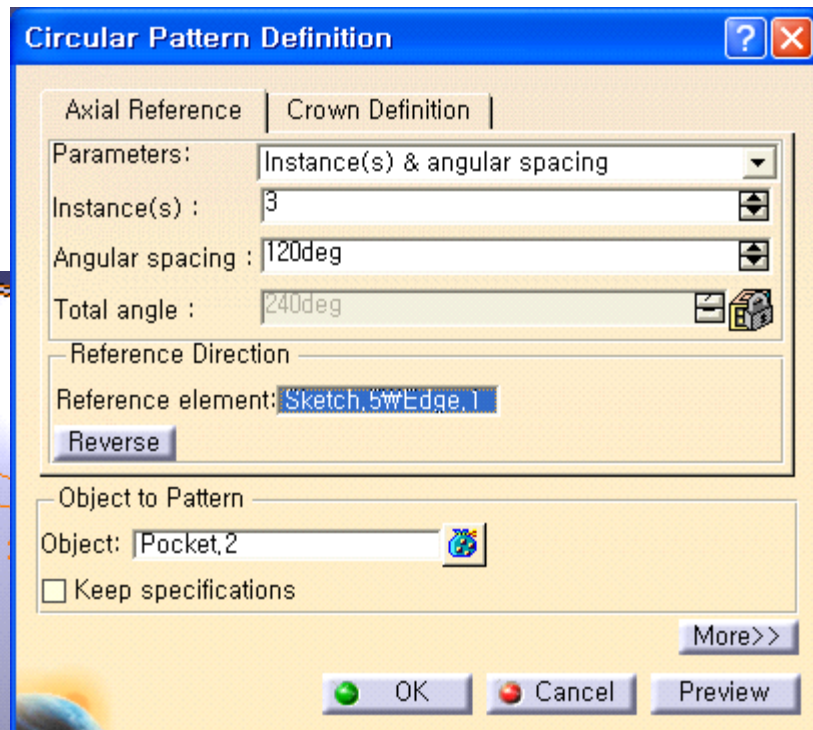 Circular Pattern Definition
Axial Reference Crown Definition
Parameters: Instance(s) & angular spacing
Instance(s) : 3
Angular spacing : 120deg
Total angle : 240deg
Reference Direction
Reference element: Sketch.5₩Edge.1
Reverse
Object to Pattern
Object: Pocket.2
Keep specifications
More>>
OK Cancel Preview